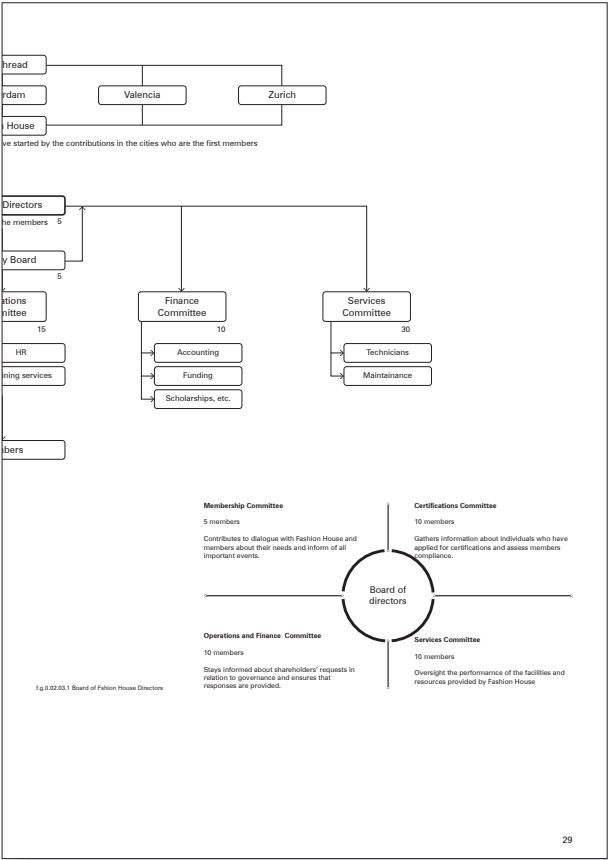 hread
rdam
Valencia
Zurich
House
ve started by the contributions in the cities who are the first members
Directors
he members 5
y Board
5
ations
mittee
15
Finance
Committee
10
Services
Committee
30
HR
ining services
Accounting
Funding
Scholarships, etc.
Technicians
Maintainance
bers
Membership Committee
5 members
Contributes to dialogue with Fashion House and
members about their needs and inform of all
important events.
Certifications Committee
10 members
Gathers information about individuals who have
applied for certifications and assess members
compliance.
Board of
directors
Operations and Finance Committee
10 members
Stays informed about shareholders' requests in
relation to governance and ensures that
responses are provided.
Services Committee
10 members
Oversight the performarnce of the facilities and
resources provided by Fashion House
f.g.II.02.03.1 Board of Fshion House Directors
29